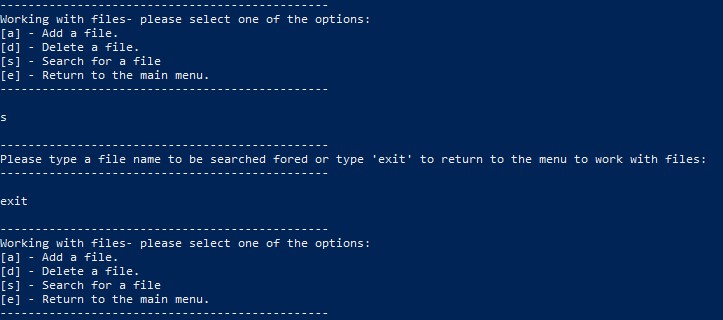 -----------------------------------------------
Working with files- please select one of the options:
[a] - Add a file.
[d] - Delete a file.
[s] - Search for a file
[e] - Return to the main menu.
-----------------------------------------------
s
-----------------------------------------------
Please type a file name to be searched fored or type 'exit' to return to the menu to work with files:
-----------------------------------------------
exit
-----------------------------------------------
Working with files- please select one of the options:
[a] - Add a file.
[d] - Delete a file.
[s] - Search for a file
[e] - Return to the main menu.
-----------------------------------------------